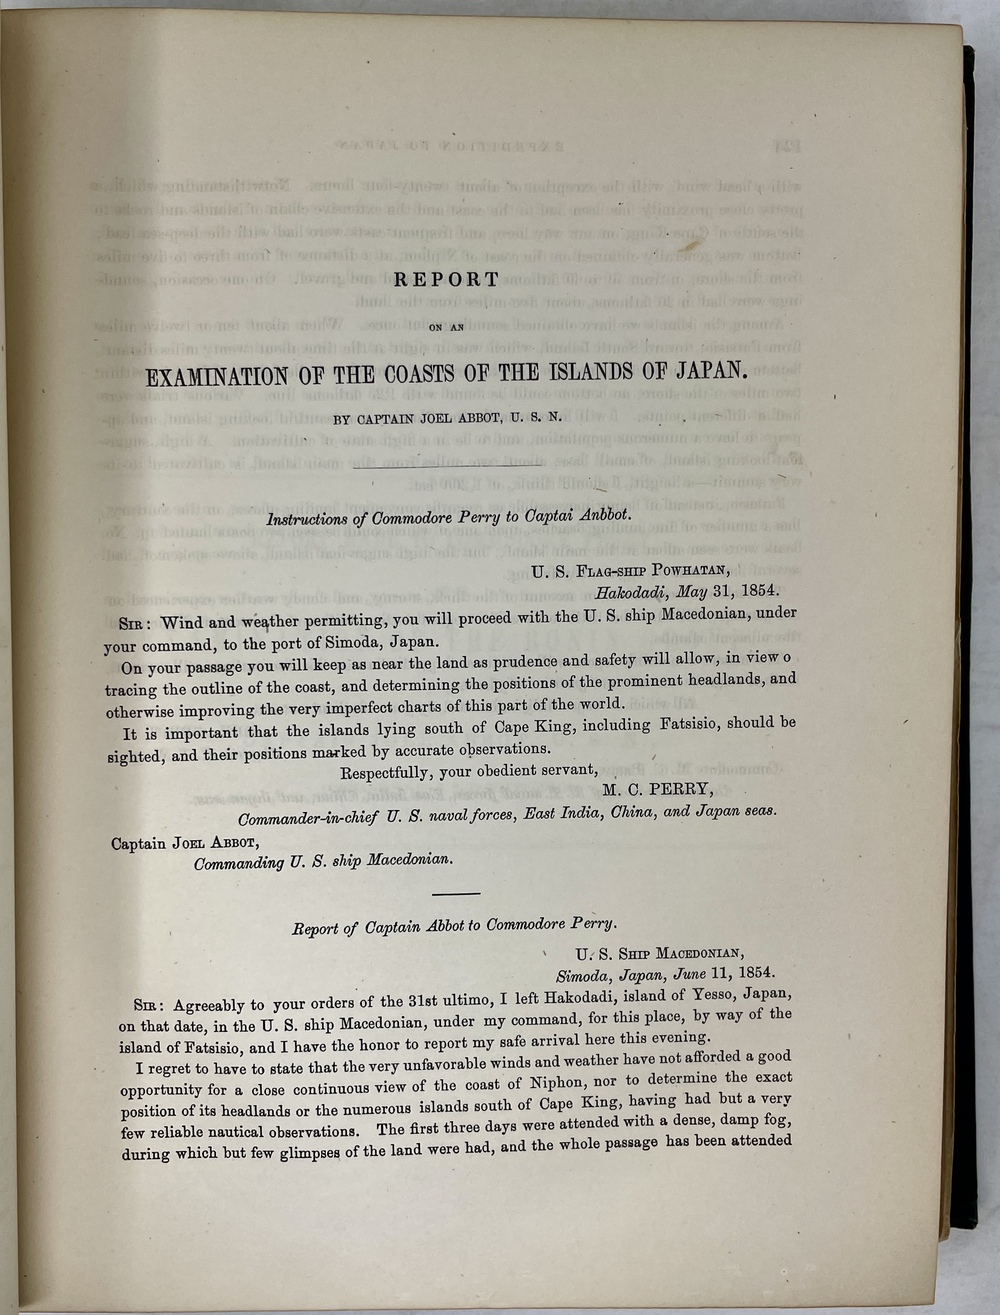 REPORT
ON AN
EXAMINATION OF THE COASTS OF THE ISLANDS OF JAPAN.
BY CAPTAIN JOEL ABBOT, U. S. N.
Instructions of Commodore Perry to Captai Anbbot.
U. S. FLAG-SHIP POWHATAN,
Hakodadi, May 31, 1854.
SIR: Wind and weather permitting, you will proceed with the U. S. ship Macedonian, under
your command, to the port of Simoda, Japan.
On your passage you will keep as near the land as prudence and safety will allow, in view o
tracing the outline of the coast, and determining the positions of the prominent headlands, and
otherwise improving the very imperfect charts of this part of the world.
It is important that the islands lying south of Cape King, including Fatsisio, should be
sighted, and their positions marked by accurate observations.
Respectfully, your obedient servant,
M. C. PERRY,
Commander-in-chief U. S. naval forces, East India, China, and Japan seas.
Captain JOEL ABBOT,
Commanding U. S. ship Macedonian.
Report of Captain Abbot to Commodore Perry.
U. S. SHIP MACEDONIAN,
Simoda, Japan, June 11, 1854.
SIR: Agreeably to your orders of the 31st ultimo, I left Hakodadi, island of Yesso, Japan,
on that date, in the U. S. ship Macedonian, under my command, for this place, by way of the
island of Fatsisio, and I have the honor to report my safe arrival here this evening.
I regret to have to state that the very unfavorable winds and weather have not afforded a good
opportunity for a close continuous view of the coast of Niphon, nor to determine the exact
position of its headlands or the numerous islands south of Cape King, having had but a very
few reliable nautical observations. The first three days were attended with a dense, damp fog,
during which but few glimpses of the land were had, and the whole passage has been attended